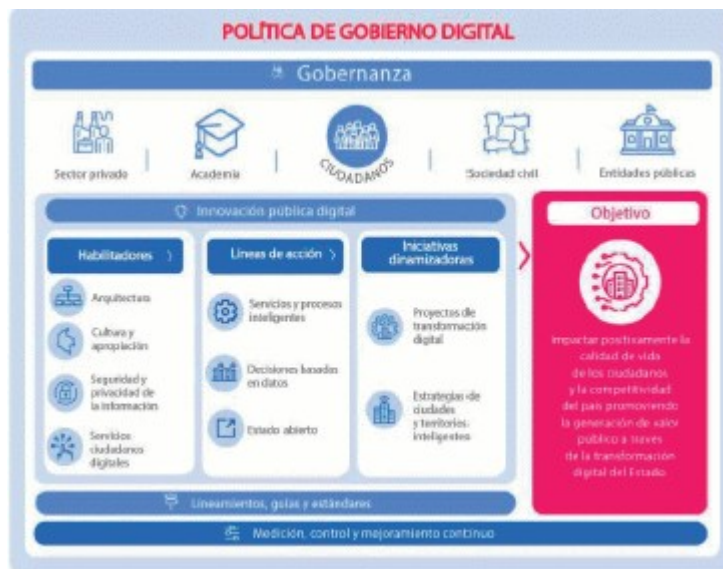 POLÍTICA DE GOBIERNO DIGITAL
Gobernanza
Sector privado
Academia
CIUDADANOS
Sociedad civil
Entidades públicas
Innovación pública digital
Habilitadores
Arquitectura
Cultura y
apropiación
Seguridad y
privacidad de
la información
Servicios
ciudadanos
digitales
Líneas de acción
Servicios y procesos
inteligentes
Decisiones basadas
en datos
Estado abierto
Iniciativas
dinamizadoras
Proyectos de
transformación
digital
Estrategias de
ciudades
y territorios
inteligentes
Objetivo
Impactar positivamente la
calidad de vida
de los ciudadanos
y la competitividad
del país promoviendo
la generación de valor
público a través
de la transformación
digital del Estado
Lineamientos, guías y estándares
Medición, control y mejoramiento continuo